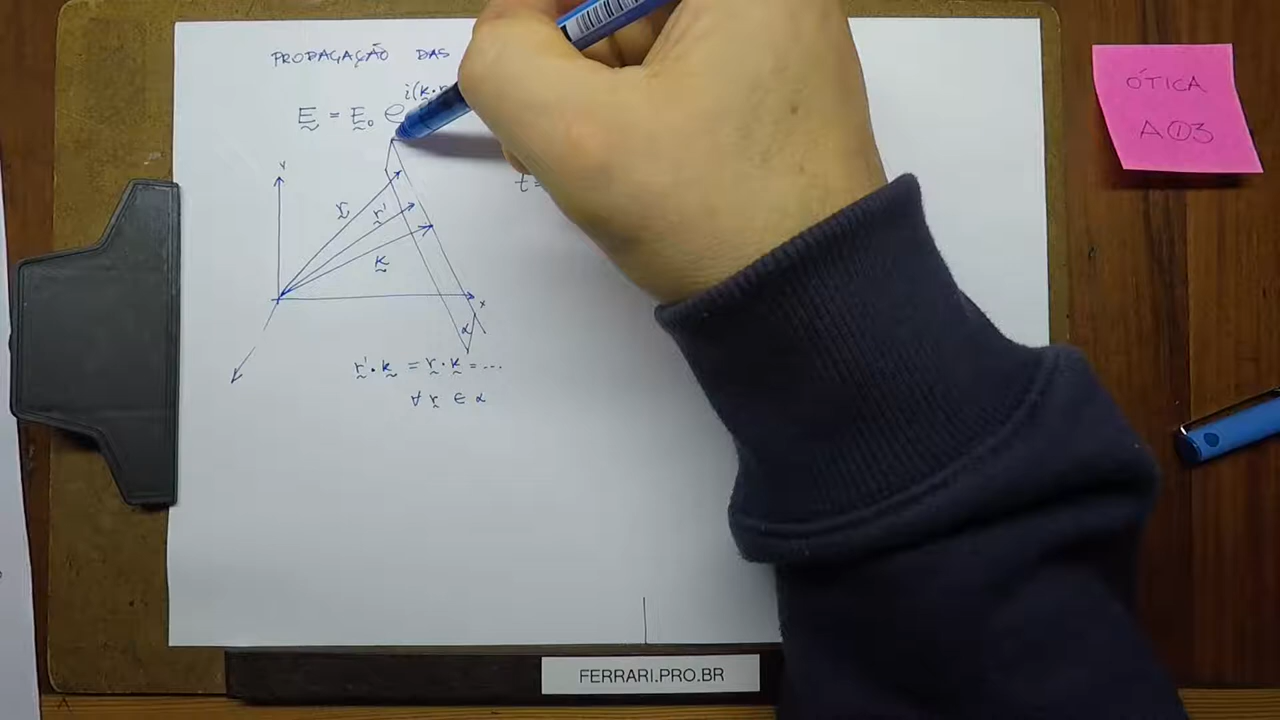 PROPAGAÇÃO DAS
i(k·r
E = E₀ e
t=
Y
r
r'
k
x
α
r'·k = r·k = ...
∀ r ∈ α
ÓTICA
A03
FERRARI.PRO.BR